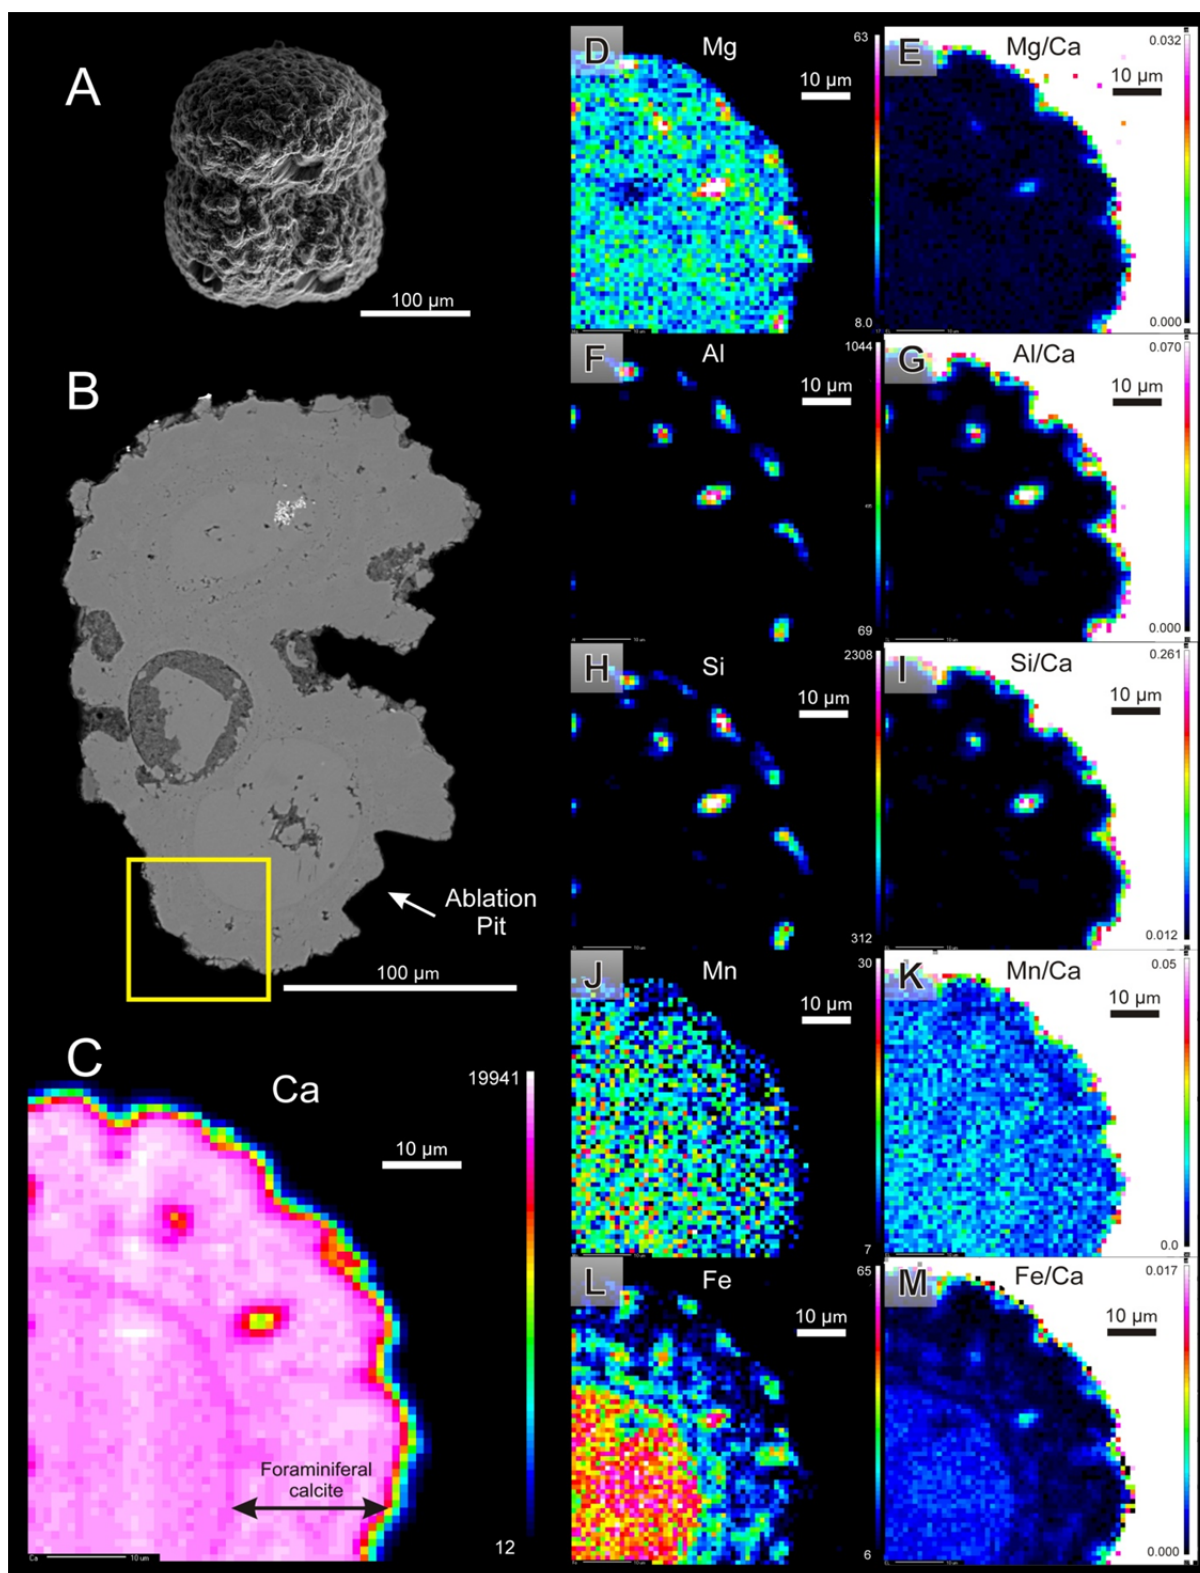 A
100 µm
B
Ablation
Pit
100 µm
C
Ca
19941
10 µm
Foraminiferal
calcite
12
Ca
10 um
D
Mg
63
10 µm
8.0
E
Mg/Ca
0.032
10 µm
0.000
F
Al
1044
10 µm
69
G
Al/Ca
0.070
10 µm
0.000
H
Si
2308
10 µm
312
I
Si/Ca
0.261
10 µm
0.012
J
Mn
30
10 µm
7
K
Mn/Ca
0.05
10 µm
0.0
L
Fe
65
10 µm
6
M
Fe/Ca
0.017
10 µm
0.000